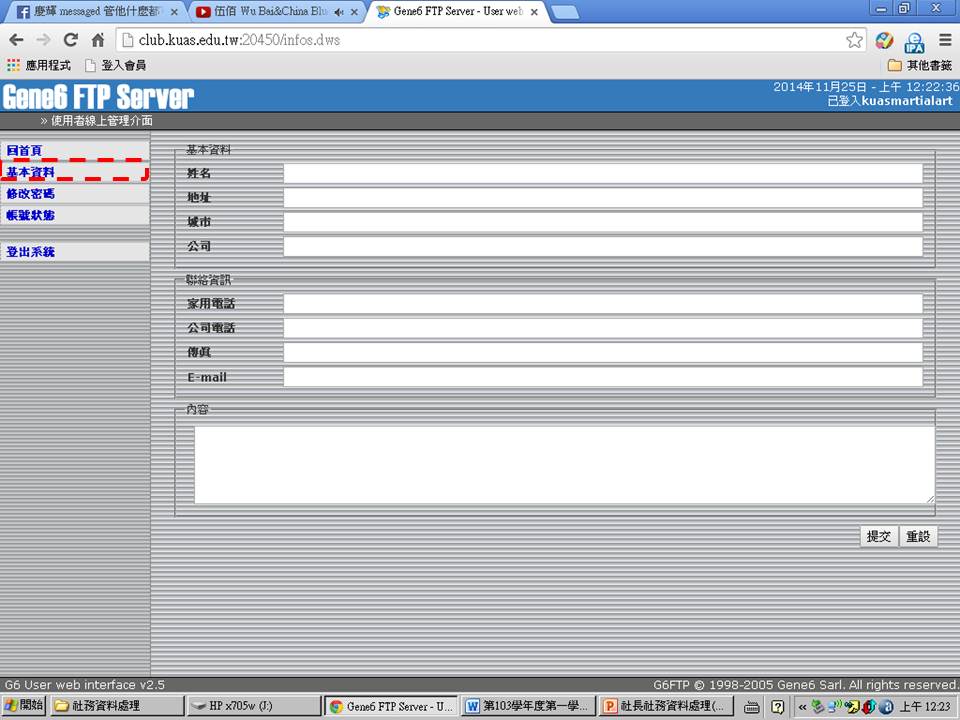 慶輝 messaged 管他什麼都
伍佰 Wu Bai&China Blu
Gene6 FTP Server - User web
club.kuas.edu.tw:20450/infos.dws
應用程式
登入會員
其他書籤
Gene6 FTP Server
2014年11月25日 - 上午 12:22:36
已登入kuasmartialart
» 使用者線上管理介面
回首頁
基本資料
修改密碼
帳號狀態
登出系統
基本資料
姓名
地址
城市
公司
聯絡資訊
家用電話
公司電話
傳真
E-mail
內容
提交
重設
G6 User web interface v2.5
G6FTP © 1998-2005 Gene6 Sarl. All rights reserved.
開始
社務資料處理
HP x705w (J:)
Gene6 FTP Server - U...
第103學年度第一學...
社長社務資料處理(...
上午 12:23